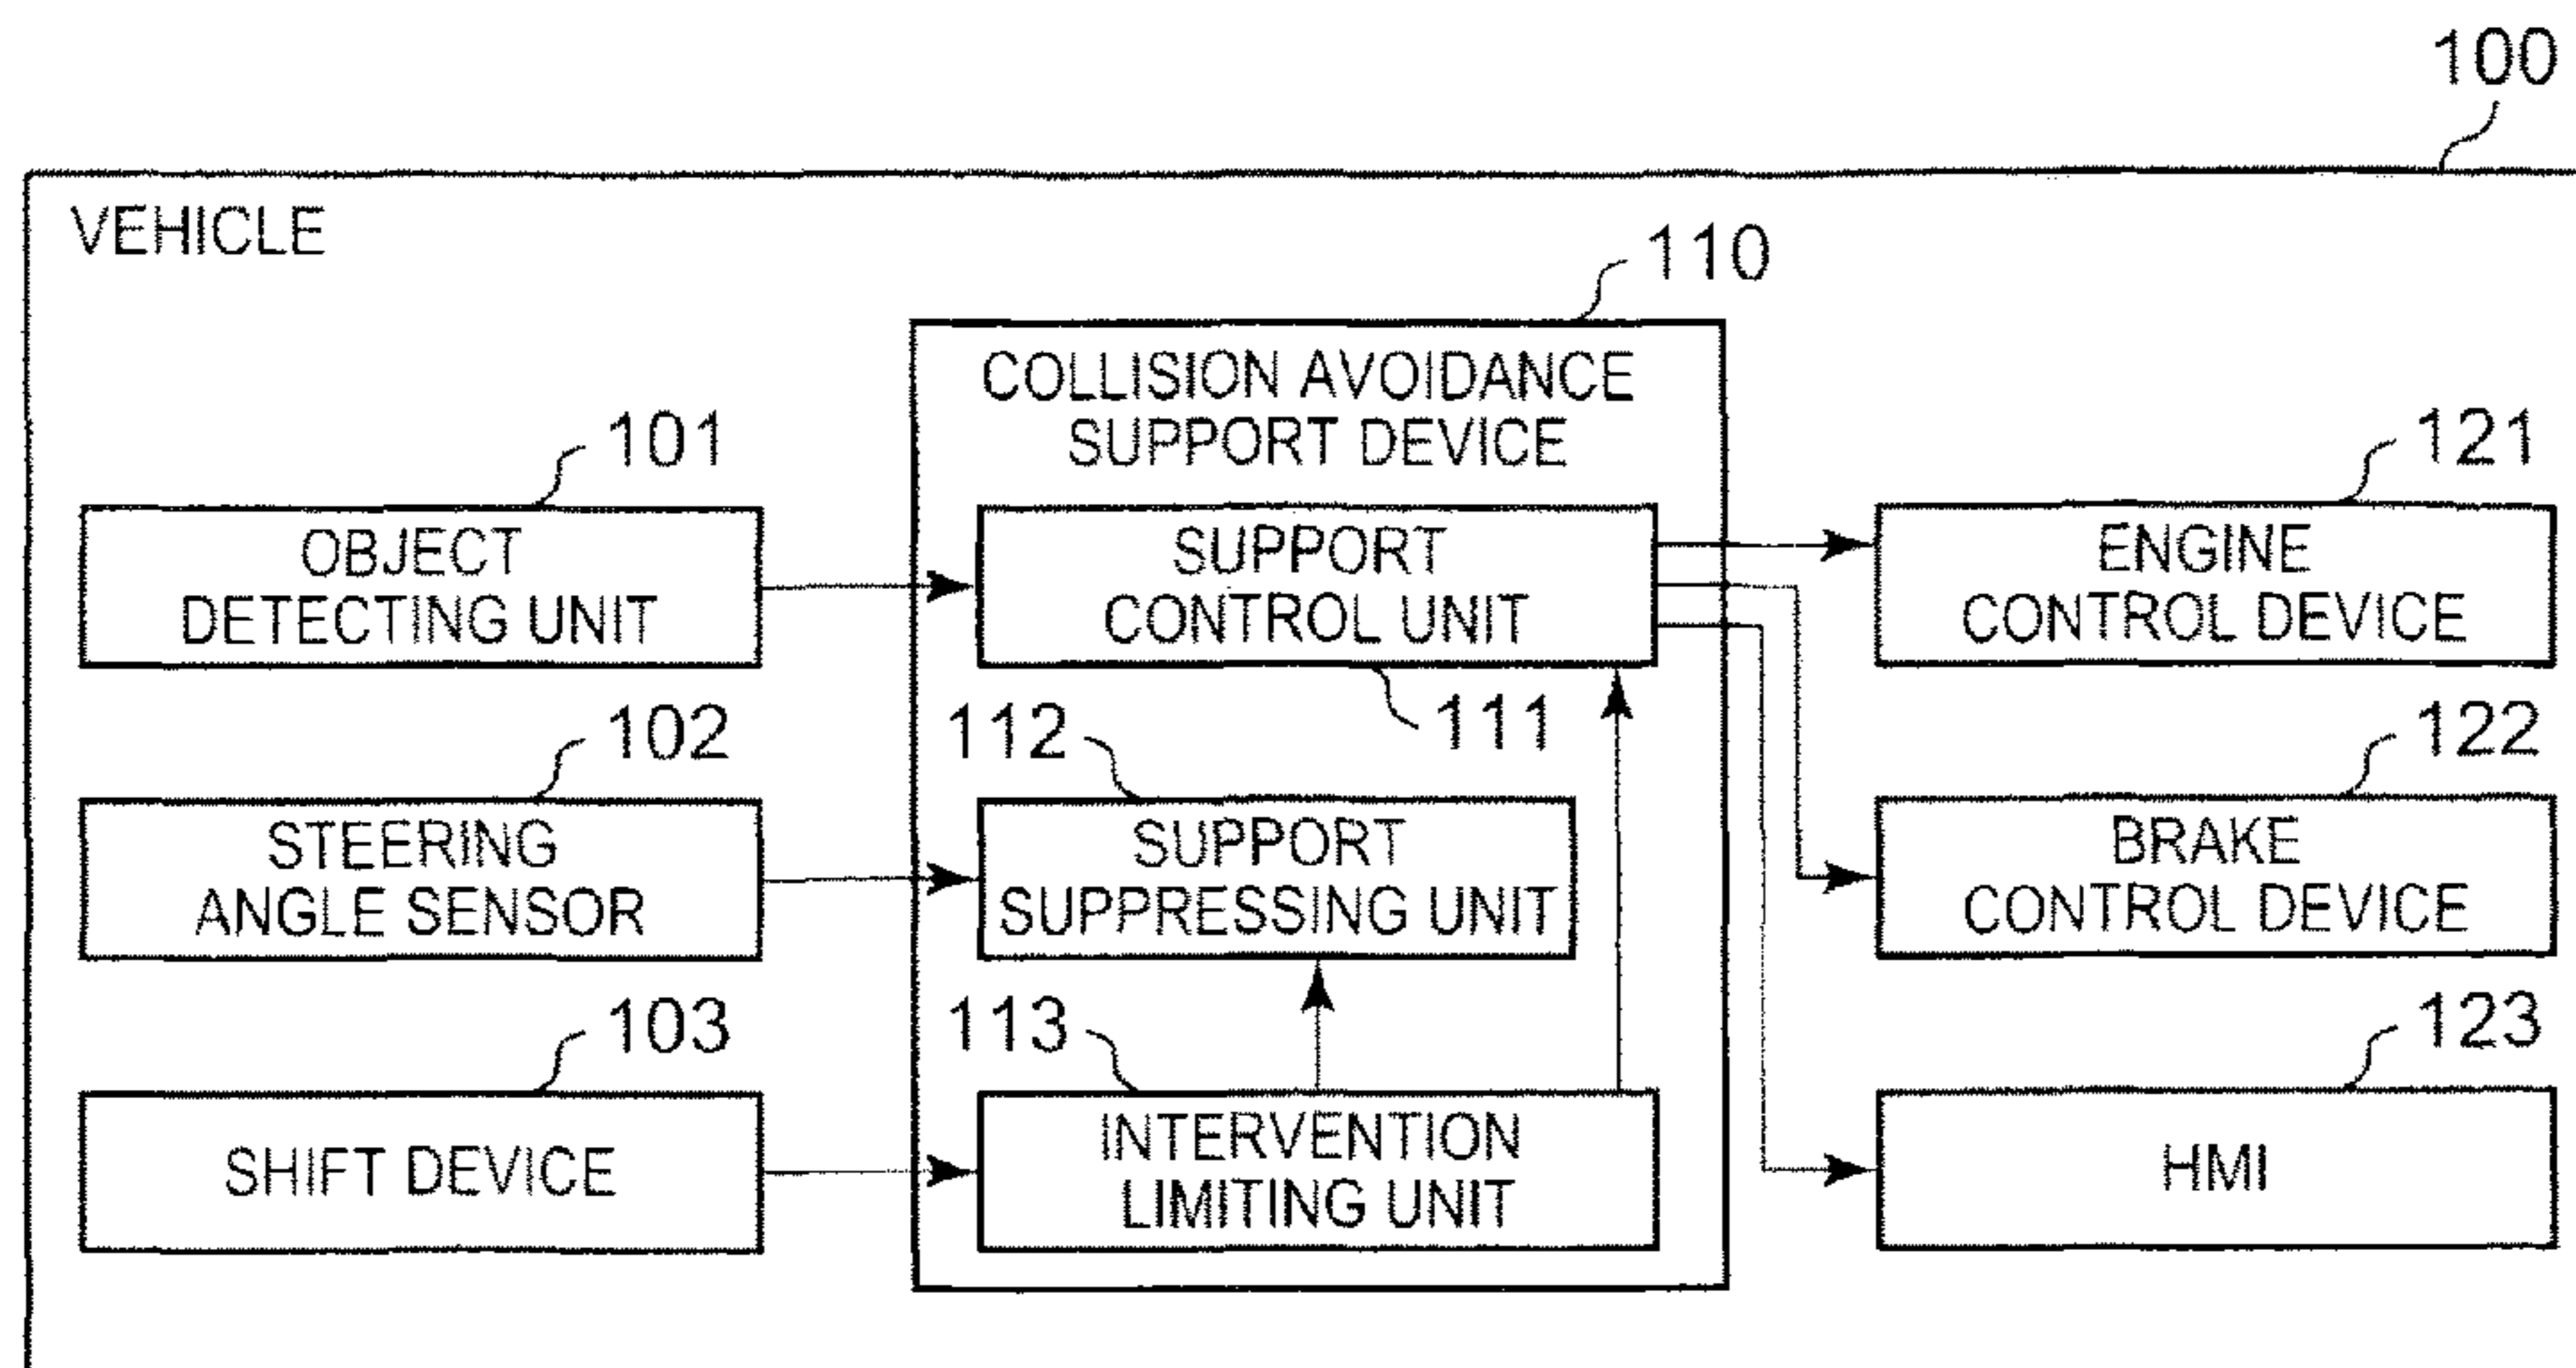 100
VEHICLE
110
COLLISION AVOIDANCE
SUPPORT DEVICE
101
OBJECT
DETECTING UNIT
SUPPORT
CONTROL UNIT
111
121
ENGINE
CONTROL DEVICE
102
STEERING
ANGLE SENSOR
112
SUPPORT
SUPPRESSING UNIT
122
BRAKE
CONTROL DEVICE
103
SHIFT DEVICE
113
INTERVENTION
LIMITING UNIT
123
HMI